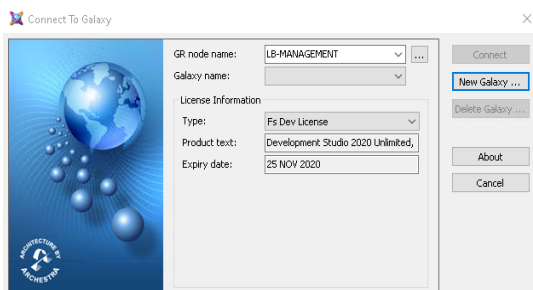 Connect To Galaxy
GR node name: LB-MANAGEMENT ... Connect
Galaxy name: New Galaxy ...
License Information
Delete Galaxy ...
Type: Fs Dev License
Product text: Development Studio 2020 Unlimited,
About
Expiry date: 25 NOV 2020
Cancel
ARCHITECTURE BY
ARCHESTRA